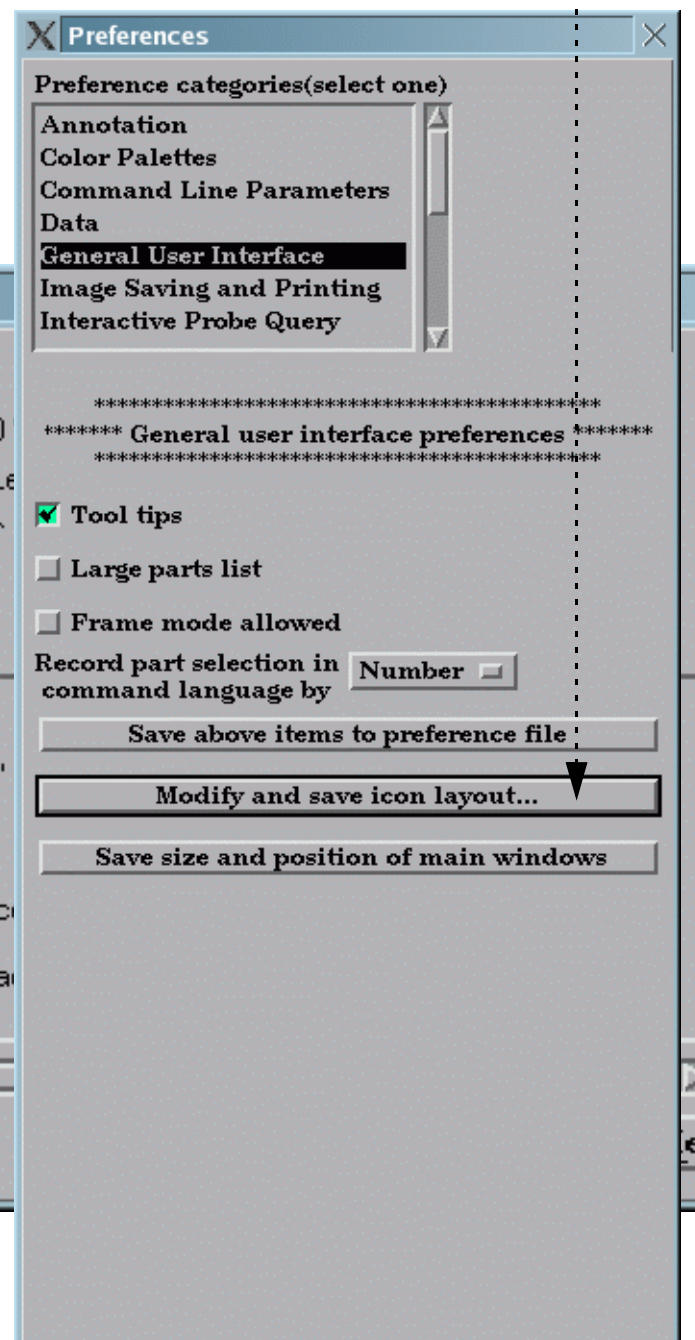 Preferences
Preference categories(select one)
Annotation
Color Palettes
Command Line Parameters
Data
General User Interface
Image Saving and Printing
Interactive Probe Query
*******************************************
******* General user interface preferences *******
*******************************************
Tool tips
Large parts list
Frame mode allowed
Record part selection in
command language by
Number
Save above items to preference file
Modify and save icon layout...
Save size and position of main windows